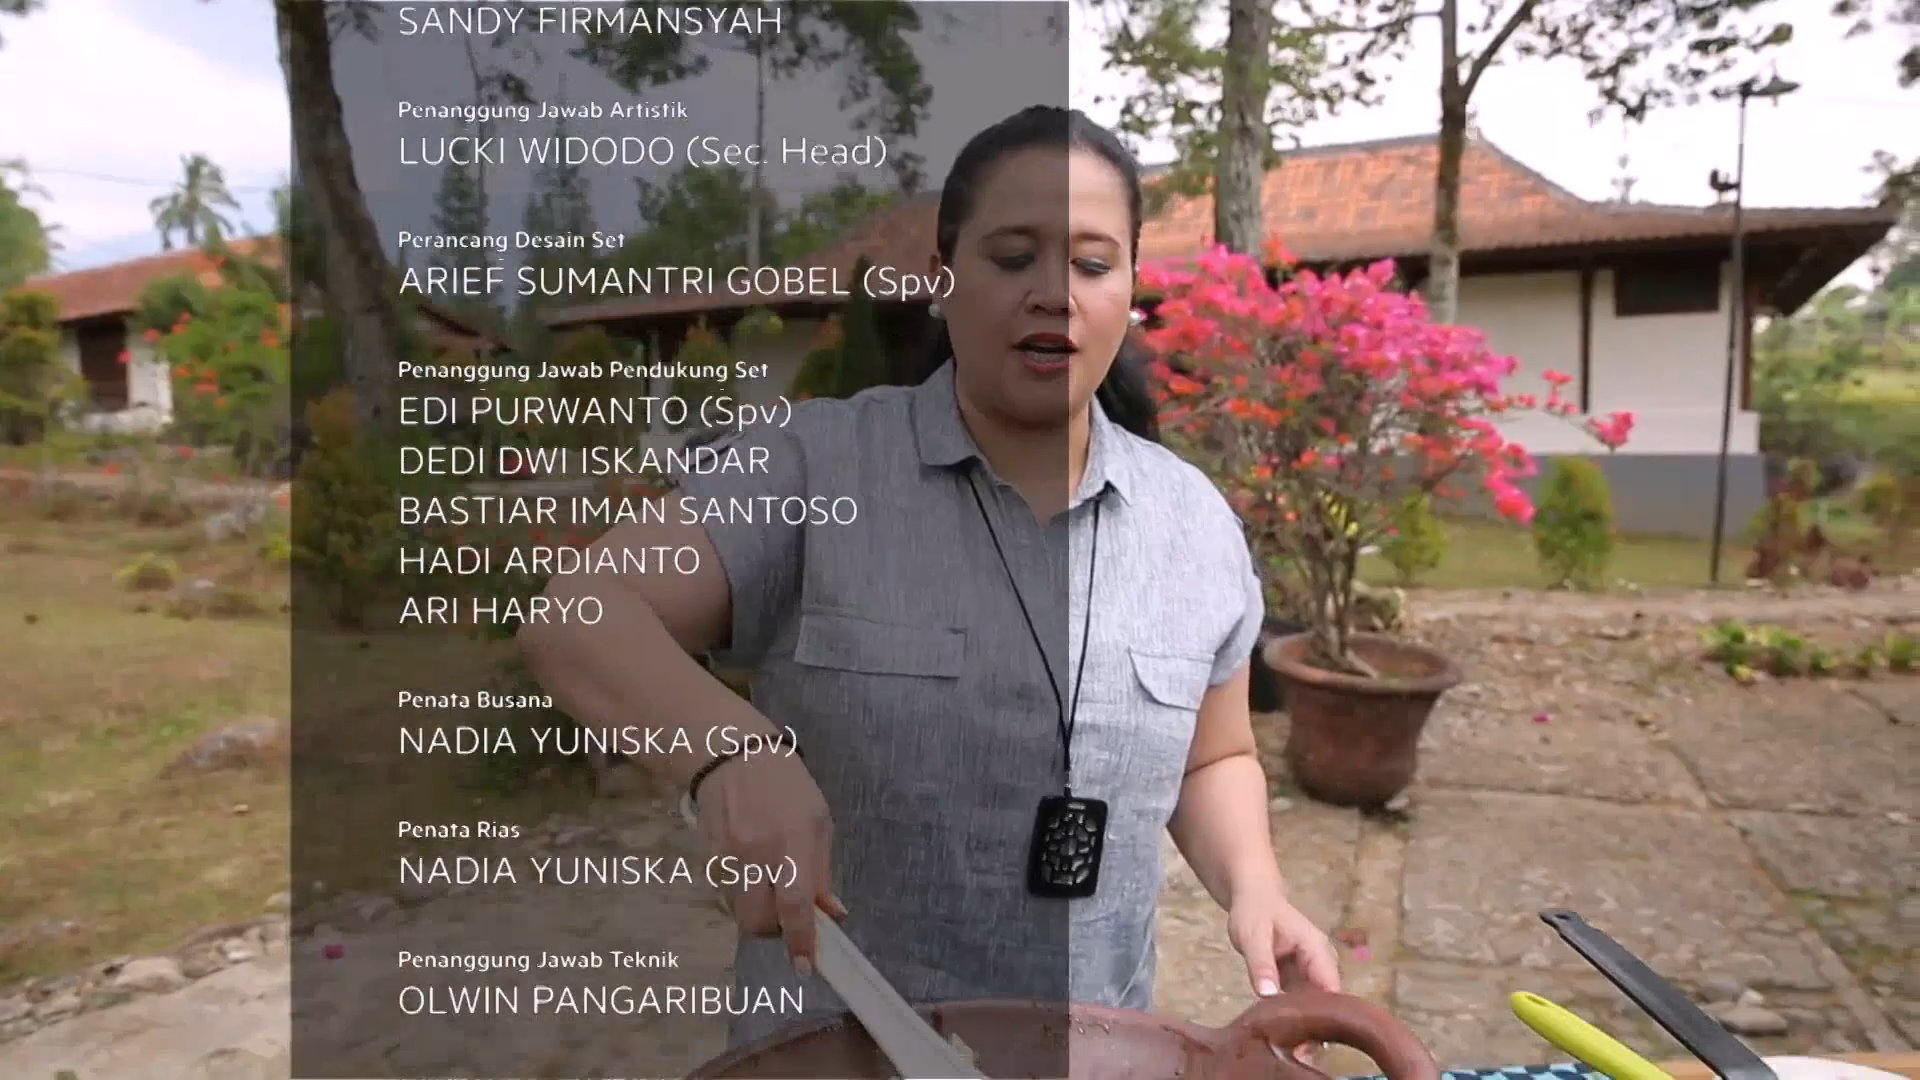 SANDY FIRMANSYAH
Penanggung Jawab Artistik
LUCKI WIDODO (Sec. Head)
Perancang Desain Set
ARIEF SUMANTRI GOBEL (Spv)
Penanggung Jawab Pendukung Set
EDI PURWANTO (Spv)
DEDI DWI ISKANDAR
BASTIAR IMAN SANTOSO
HADI ARDIANTO
ARI HARYO
Penata Busana
NADIA YUNISKA (Spv)
Penata Rias
NADIA YUNISKA (Spv)
Penanggung Jawab Teknik
OLWIN PANGARIBUAN